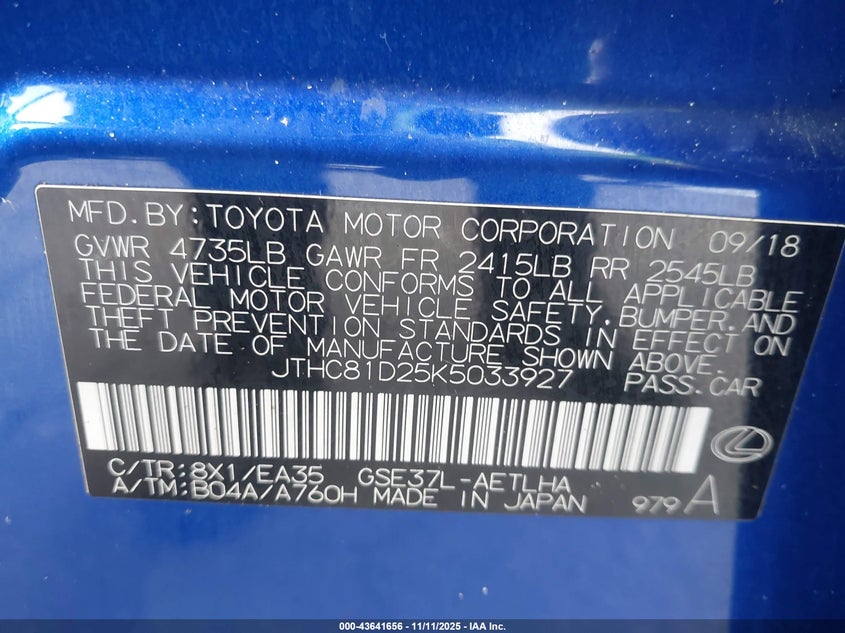 MFD.BY:TOYOTA MOTOR CORPORATION 09/18
GVWR 4735LB GAWR FR 2415LB RR 2545LB
THIS VEHICLE CONFORMS TO ALL APPLICABLE
FEDERAL MOTOR VEHICLE SAFETY,BUMPER,AND
THEFT PREVENTION STANDARDS IN EFFECT ON
THE DATE OF MANUFACTURE SHOWN ABOVE.
JTHC81D25K5033927 PASS.CAR
C/TR:8X1/EA35 GSE37L-AETLHA
A/TM:B04A/A760H MADE IN JAPAN 979A
000-43641656 - 11/11/2025 - IAA Inc.